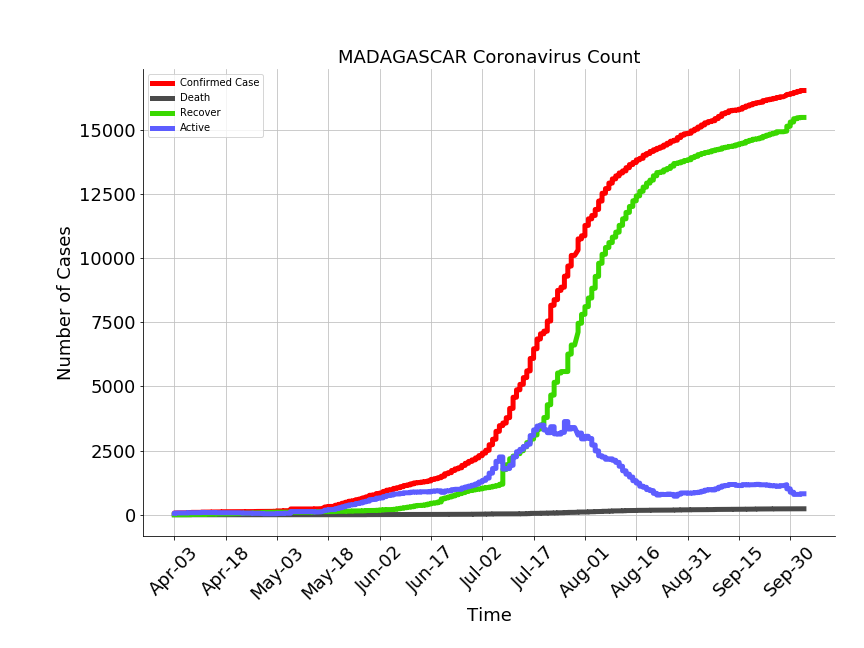 MADAGASCAR Coronavirus Count
Confirmed Case
Death
Recover
Active
15000
12500
10000
7500
5000
2500
0
Number of Cases
Apr-03
Apr-18
May-03
May-18
Jun-02
Jun-17
Jul-02
Jul-17
Aug-01
Aug-16
Aug-31
Sep-15
Sep-30
Time